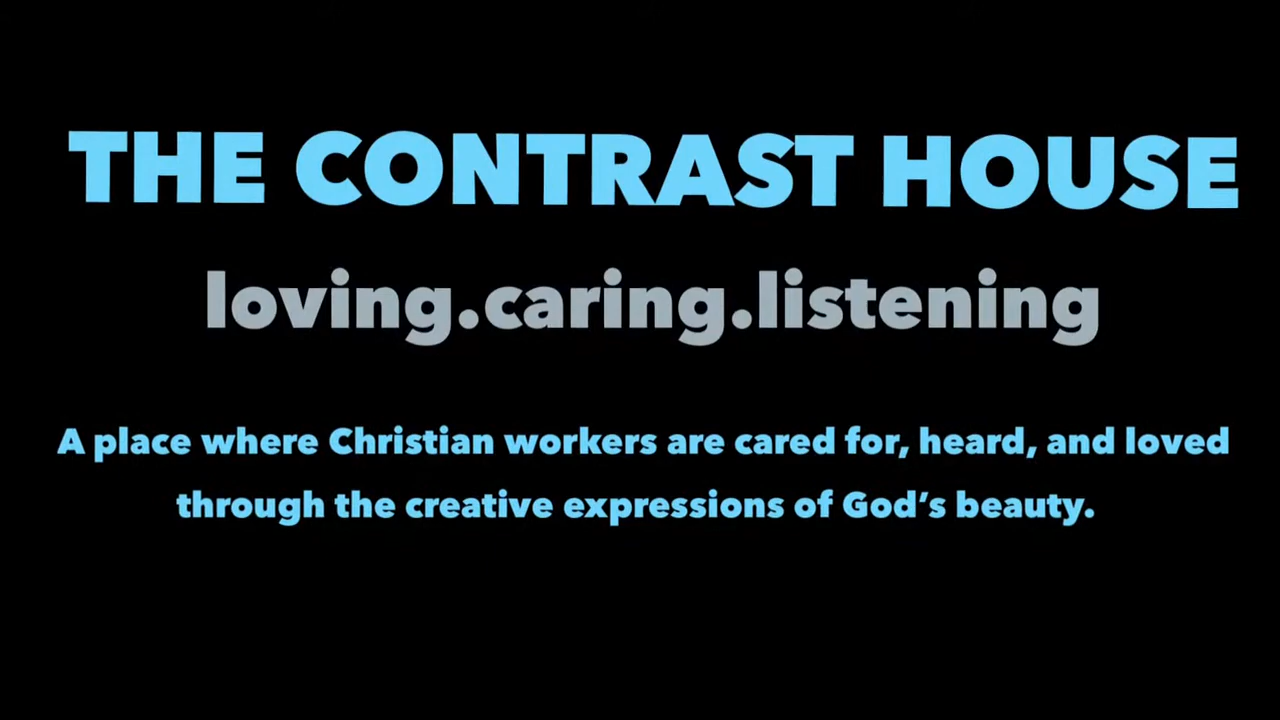 THE CONTRAST HOUSE
loving.caring.listening
A place where Christian workers are cared for, heard, and loved
through the creative expressions of God’s beauty.